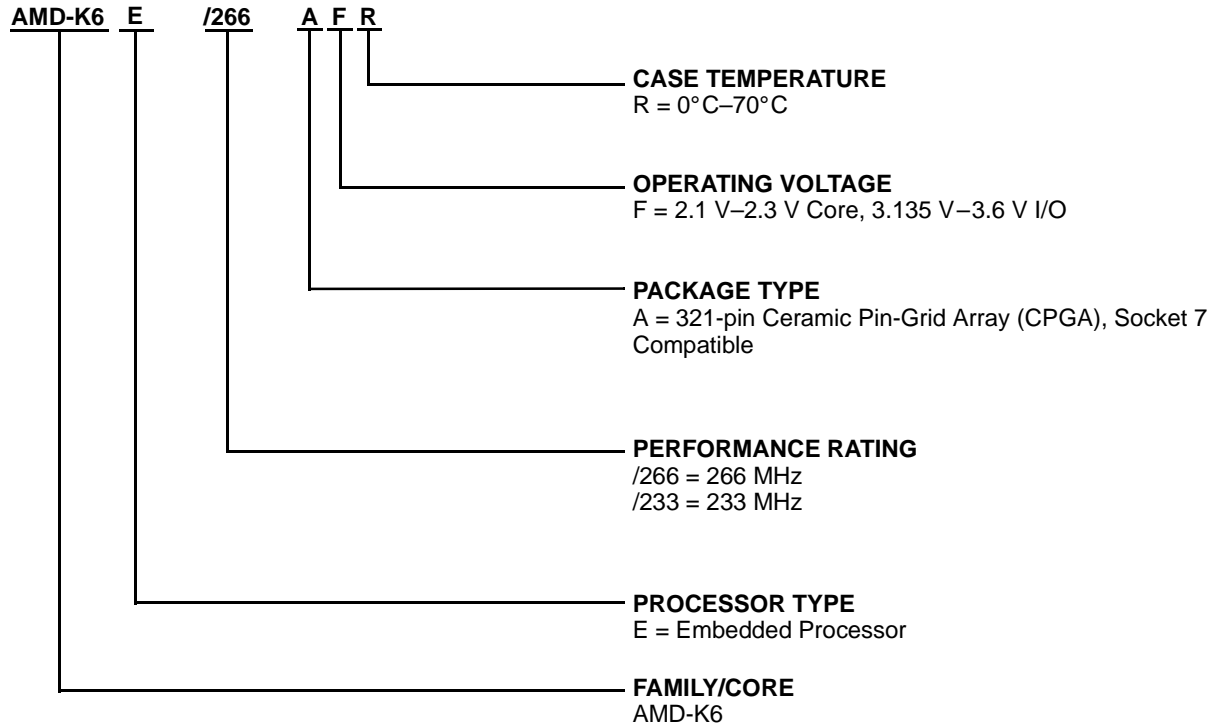 AMD-K6 E /266 A F R
CASE TEMPERATURE
R = 0°C–70°C
OPERATING VOLTAGE
F = 2.1 V–2.3 V Core, 3.135 V–3.6 V I/O
PACKAGE TYPE
A = 321-pin Ceramic Pin-Grid Array (CPGA), Socket 7
Compatible
PERFORMANCE RATING
/266 = 266 MHz
/233 = 233 MHz
PROCESSOR TYPE
E = Embedded Processor
FAMILY/CORE
AMD-K6